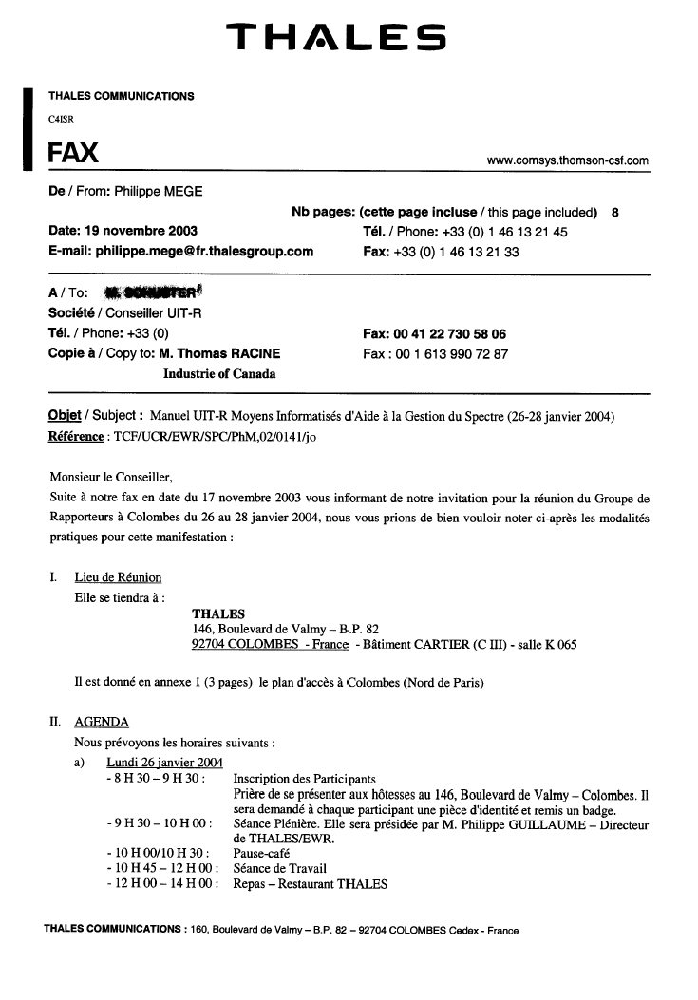 THALES
THALES COMMUNICATIONS
C4ISR
FAX
www.comsys.thomson-csf.com
De / From: Philippe MEGE
Nb pages: (cette page incluse / this page included) 8
Date: 19 novembre 2003
Tél. / Phone: +33 (0) 1 46 13 21 45
E-mail: philippe.mege@fr.thalesgroup.com
Fax: +33 (0) 1 46 13 21 33
A / To:
Société / Conseiller UIT-R
Tél. / Phone: +33 (0)
Fax: 00 41 22 730 58 06
Copie à / Copy to: M. Thomas RACINE
Fax : 00 1 613 990 72 87
Industrie of Canada
Objet / Subject : Manuel UIT-R Moyens Informatisés d'Aide à la Gestion du Spectre (26-28 janvier 2004)
Référence : TCF/UCR/EWR/SPC/PhM,02/0141/jo
Monsieur le Conseiller,
Suite à notre fax en date du 17 novembre 2003 vous informant de notre invitation pour la réunion du Groupe de
Rapporteurs à Colombes du 26 au 28 janvier 2004, nous vous prions de bien vouloir noter ci-après les modalités
pratiques pour cette manifestation :
I. Lieu de Réunion
Elle se tiendra à :
THALES
146, Boulevard de Valmy – B.P. 82
92704 COLOMBES - France - Bâtiment CARTIER (C III) - salle K 065
Il est donné en annexe 1 (3 pages) le plan d'accès à Colombes (Nord de Paris)
II. AGENDA
Nous prévoyons les horaires suivants :
a) Lundi 26 janvier 2004
- 8 H 30 – 9 H 30 : Inscription des Participants
Prière de se présenter aux hôtesses au 146, Boulevard de Valmy – Colombes. Il
sera demandé à chaque participant une pièce d'identité et remis un badge.
- 9 H 30 – 10 H 00 : Séance Plénière. Elle sera présidée par M. Philippe GUILLAUME – Directeur
de THALES/EWR.
- 10 H 00/10 H 30 : Pause-café
- 10 H 45 – 12 H 00 : Séance de Travail
- 12 H 00 – 14 H 00 : Repas – Restaurant THALES
THALES COMMUNICATIONS : 160, Boulevard de Valmy – B.P. 82 – 92704 COLOMBES Cedex - France